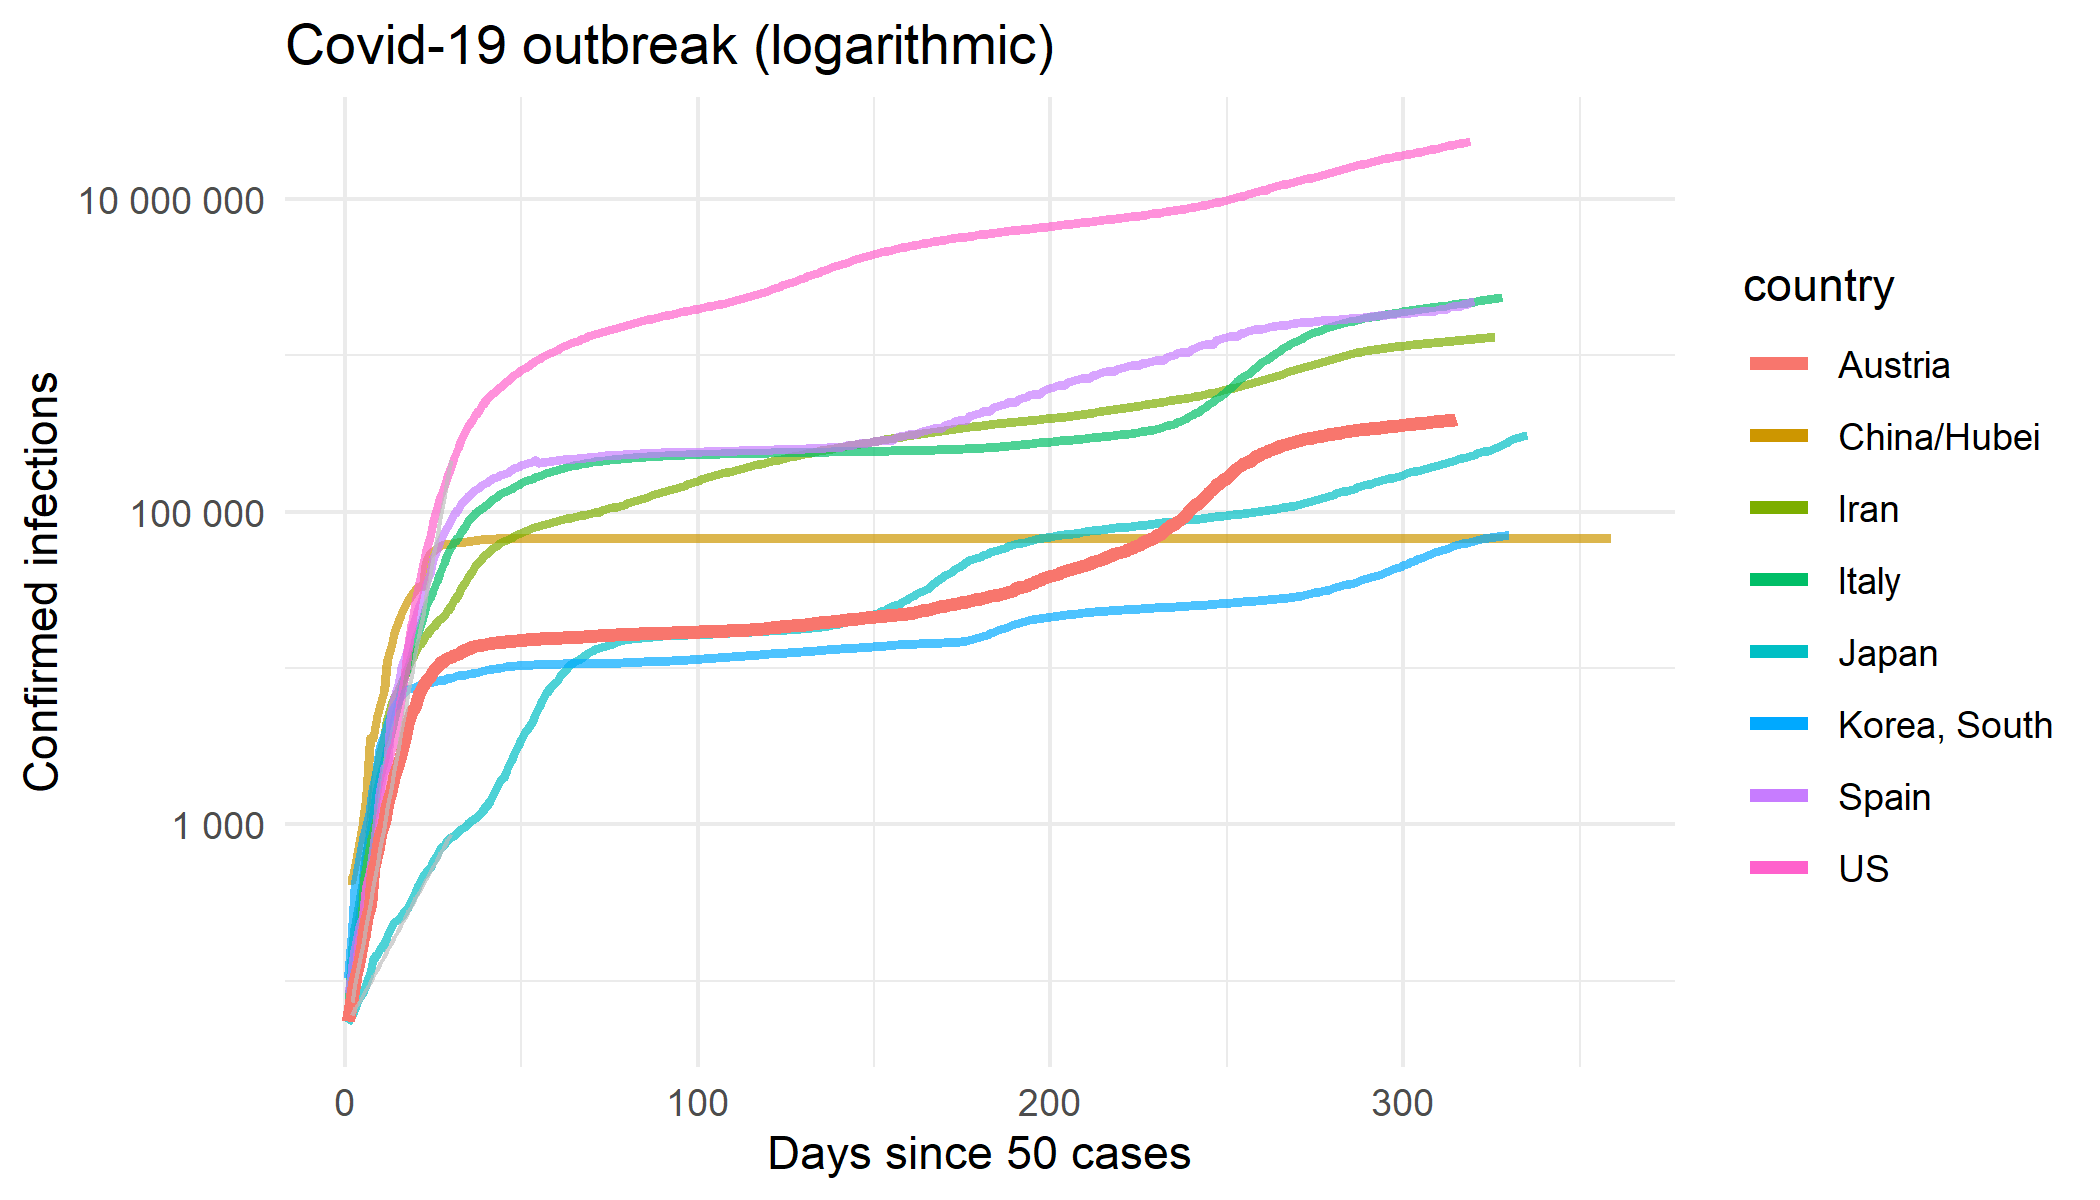 Covid-19 outbreak (logarithmic)
10 000 000
100 000
1 000
Confirmed infections
0 100 200 300
Days since 50 cases
country
Austria
China/Hubei
Iran
Italy
Japan
Korea, South
Spain
US